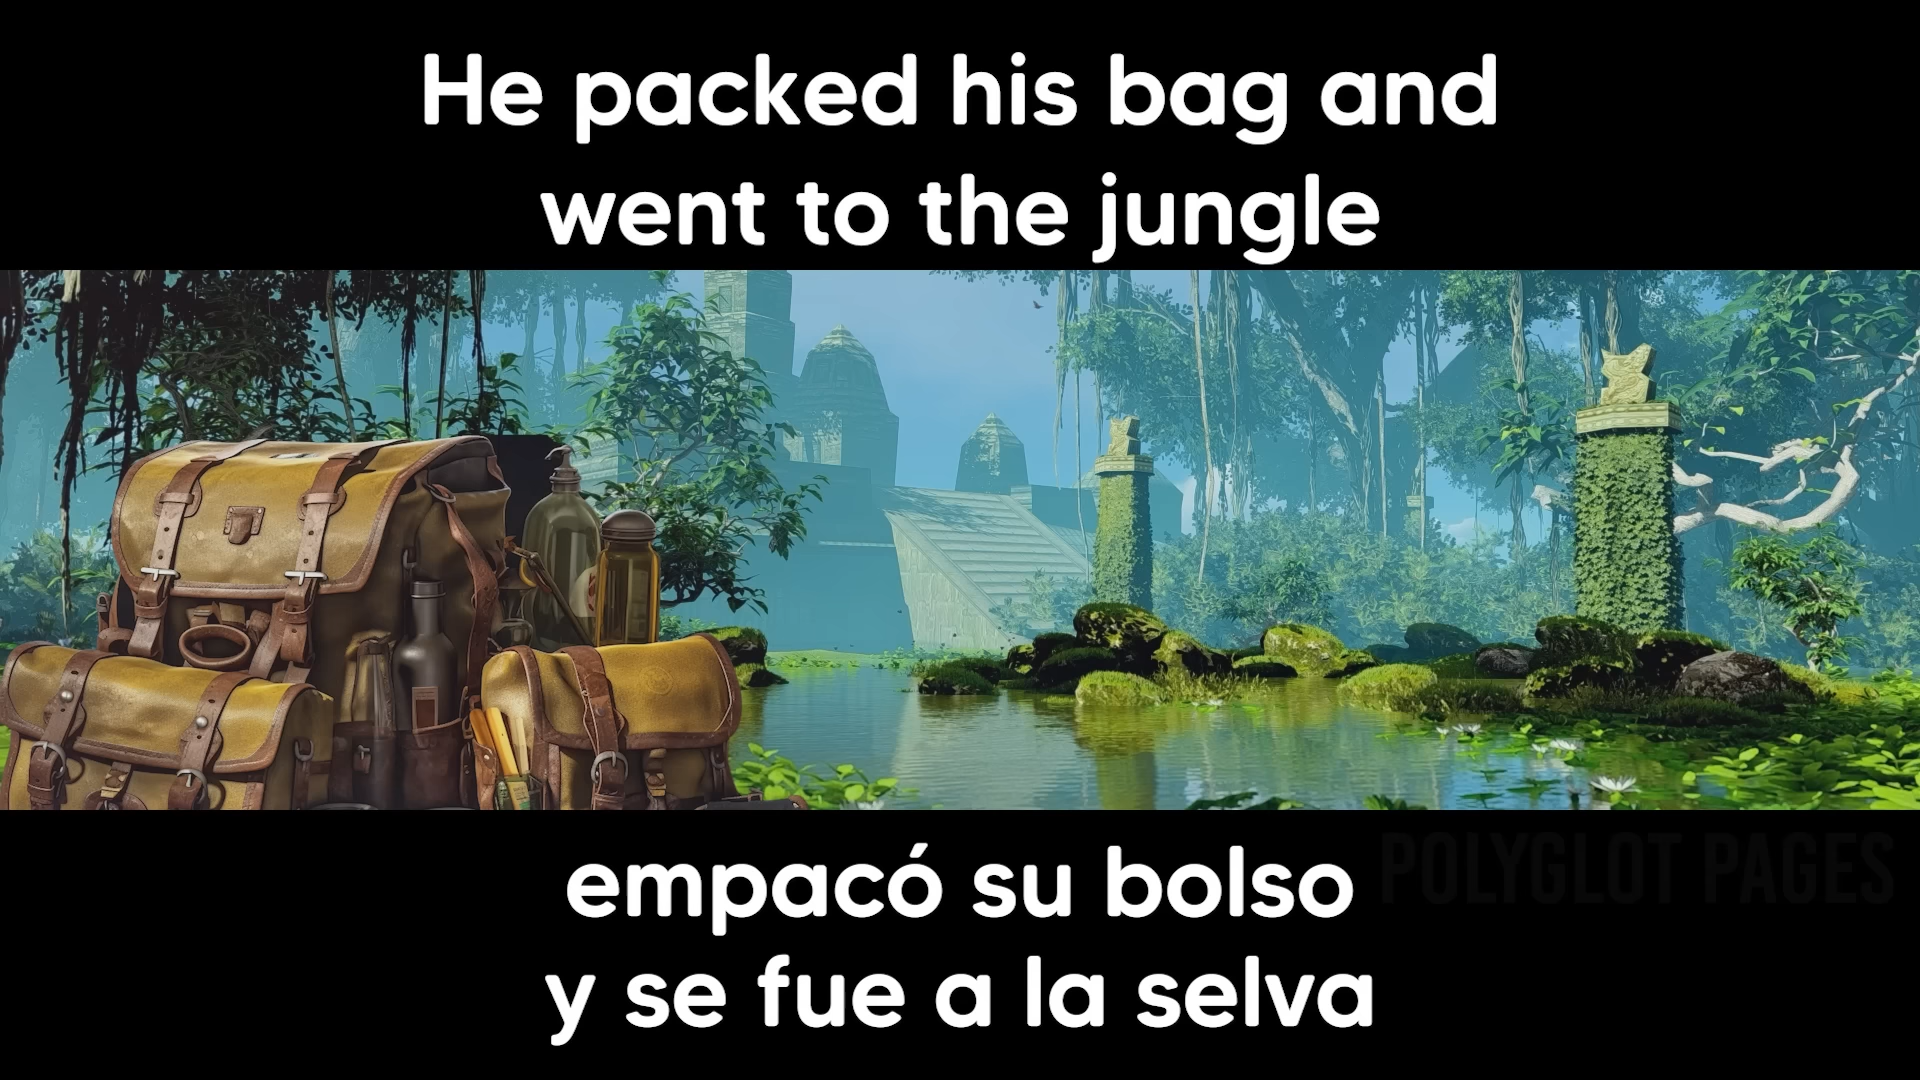 He packed his bag and
went to the jungle
POLYGLOT PAGES
empacó su bolso
y se fue a la selva